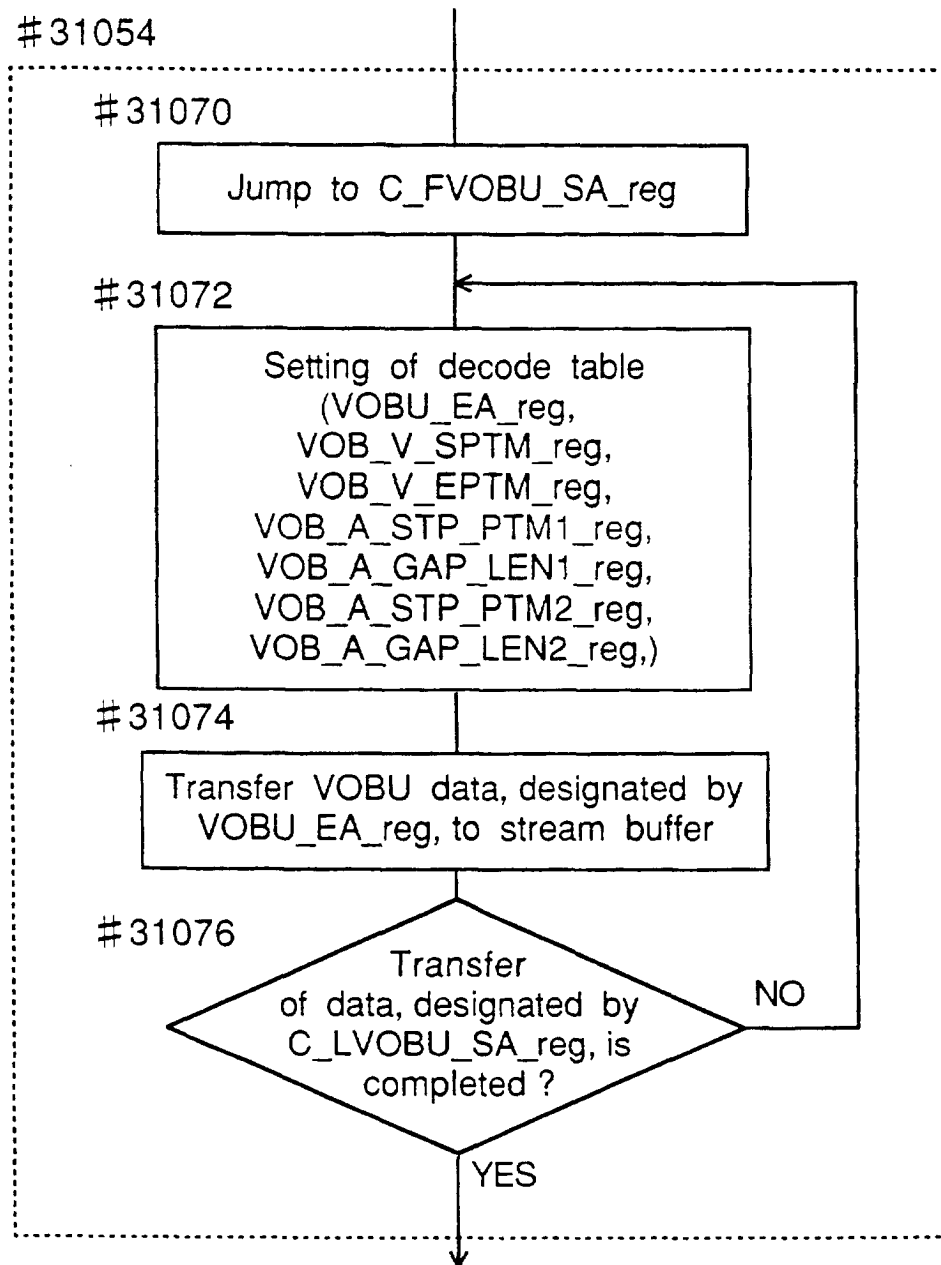 #31054
#31070
Jump to C_FVOBU_SA_reg
#31072
Setting of decode table
(VOBU_EA_reg,
VOB_V_SPTM_reg,
VOB_V_EPTM_reg,
VOB_A_STP_PTM1_reg,
VOB_A_GAP_LEN1_reg,
VOB_A_STP_PTM2_reg,
VOB_A_GAP_LEN2_reg,)
#31074
Transfer VOBU data, designated by
VOBU_EA_reg, to stream buffer
#31076
Transfer
of data, designated by
C_LVOBU_SA_reg, is
completed ?
NO
YES